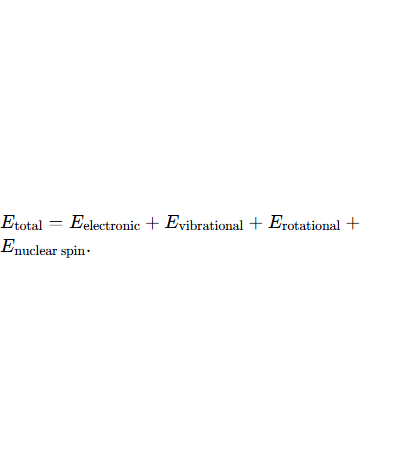 E_total = E_electronic + E_vibrational + E_rotational +
E_nuclear spin.